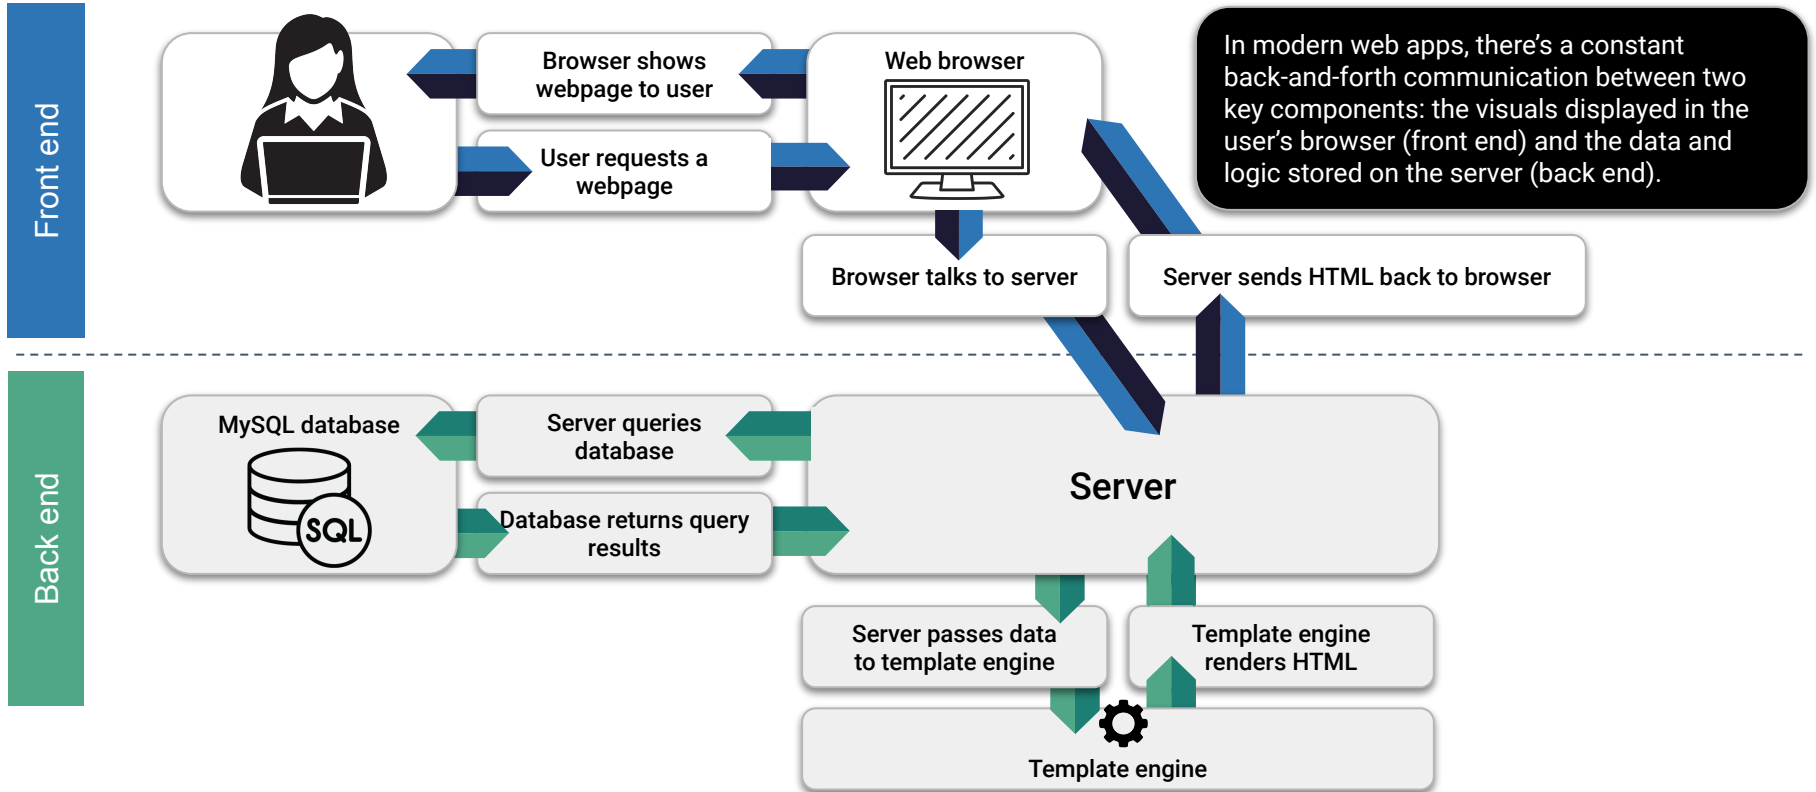 Front end
Browser shows
webpage to user
User requests a
webpage
Web browser
In modern web apps, there’s a constant
back-and-forth communication between two
key components: the visuals displayed in the
user’s browser (front end) and the data and
logic stored on the server (back end).
Browser talks to server
Server sends HTML back to browser
Back end
MySQL database
SQL
Server queries
database
Database returns query
results
Server
Server passes data
to template engine
Template engine
renders HTML
Template engine